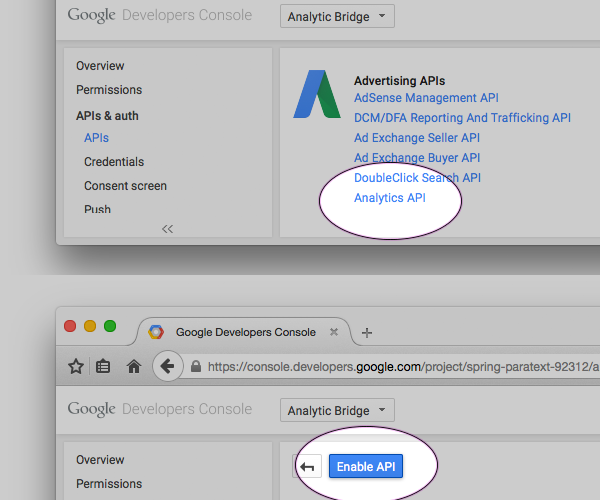 Google Developers Console
Analytic Bridge
Overview
Permissions
APIs & auth
APIs
Credentials
Consent screen
Push
Advertising APIs
AdSense Management API
DCM/DFA Reporting And Trafficking API
Ad Exchange Seller API
Ad Exchange Buyer API
DoubleClick Search API
Analytics API
Google Developers Console
https://console.developers.google.com/project/spring-paratext-92312/a
Google Developers Console
Analytic Bridge
Overview
Permissions
Enable API